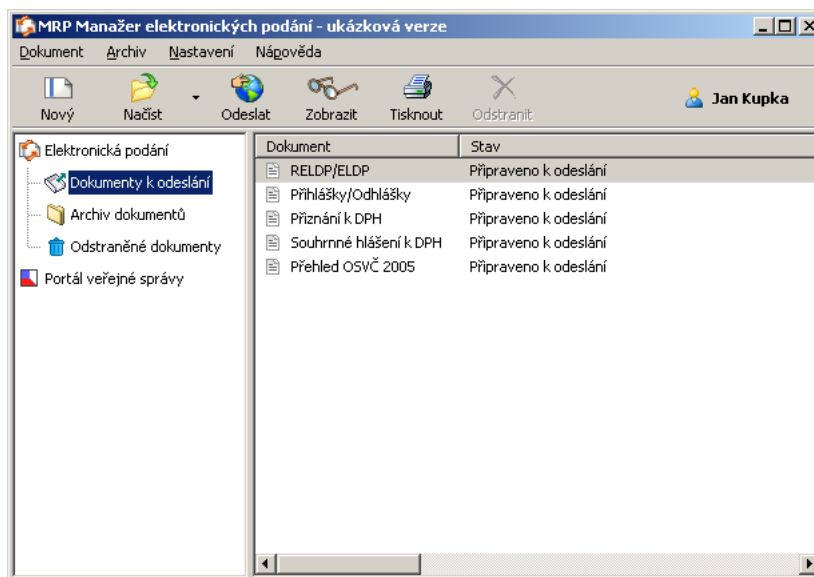 MRP Manažer elektronických podání - ukázková verze
Dokument Archiv Nastavení Nápověda
Nový Načíst Odeslat Zobrazit Tisknout Odstranit Jan Kupka
Elektronická podání
Dokumenty k odeslání
Archiv dokumentů
Odstraněné dokumenty
Portál veřejné správy
Dokument Stav
RELDP/ELDP Připraveno k odeslání
Přihlášky/Odhlášky Připraveno k odeslání
Přiznání k DPH Připraveno k odeslání
Souhrnné hlášení k DPH Připraveno k odeslání
Přehled OSVČ 2005 Připraveno k odeslání